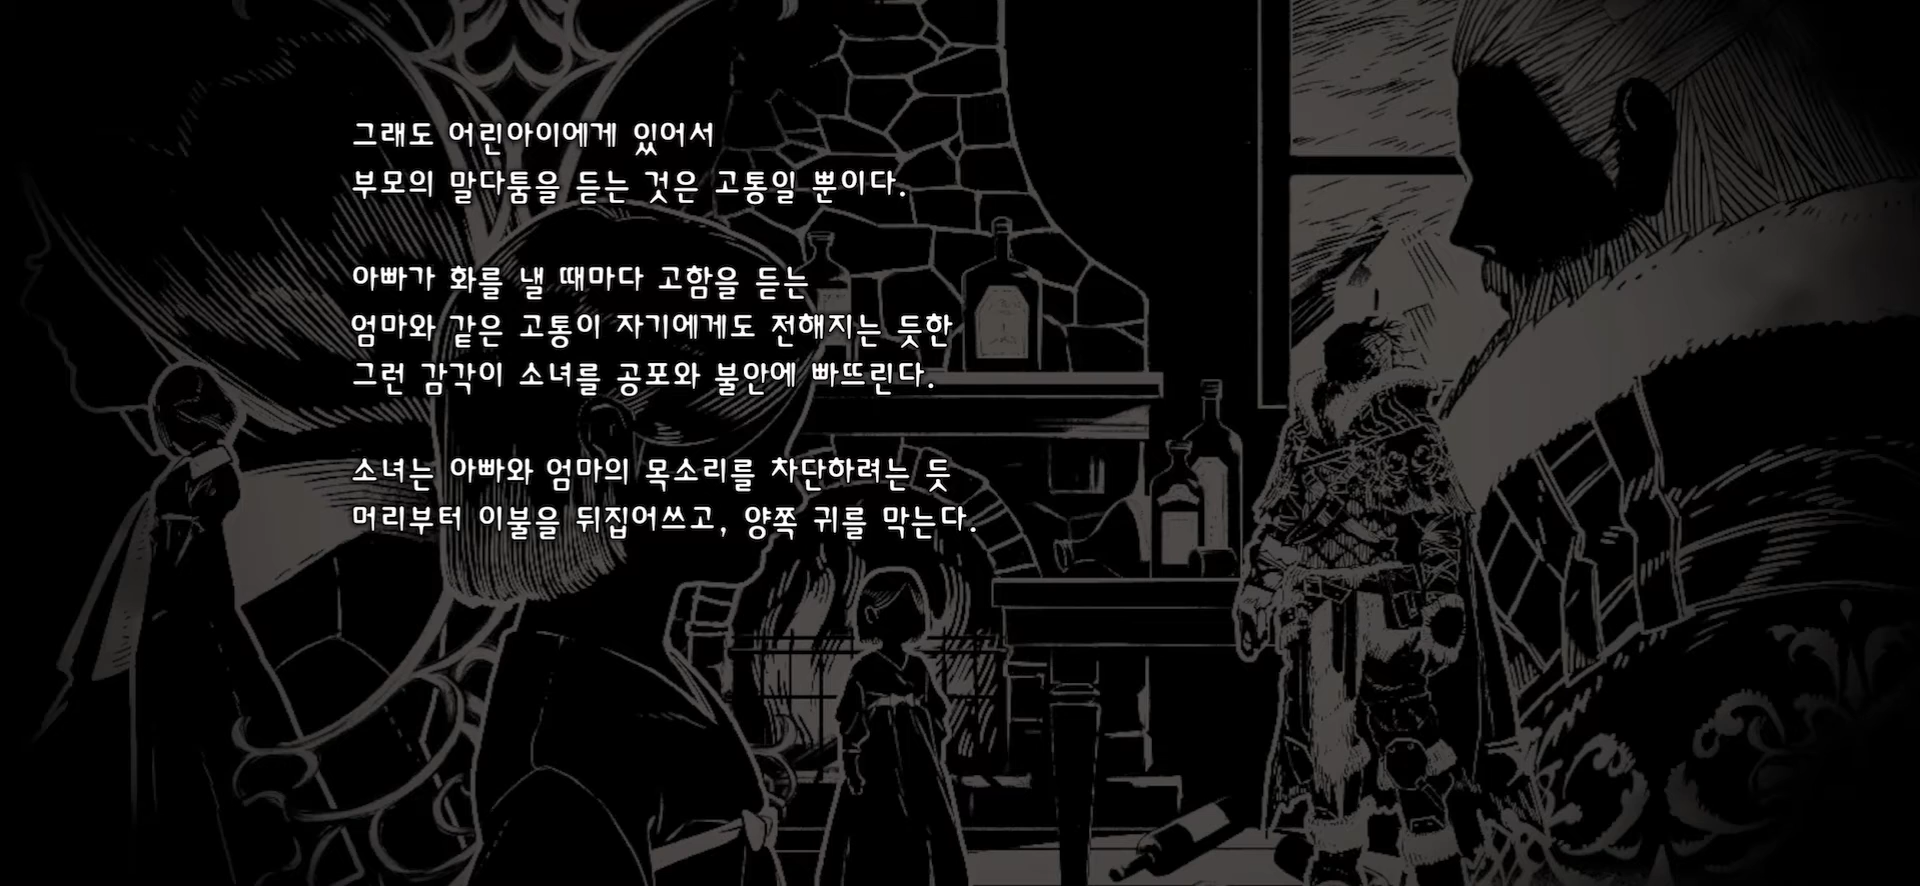 그래도 어린아이에게 있어서
부모의 말다툼을 듣는 것은 고통일 뿐이다.
아빠가 화를 낼 때마다 고함을 듣는
엄마와 같은 고통이 자기에게도 전해지는 듯한
그런 감각이 소녀를 공포와 불안에 빠뜨린다.
소녀는 아빠와 엄마의 목소리를 차단하려는 듯
머리부터 이불을 뒤집어쓰고, 양쪽 귀를 막는다.